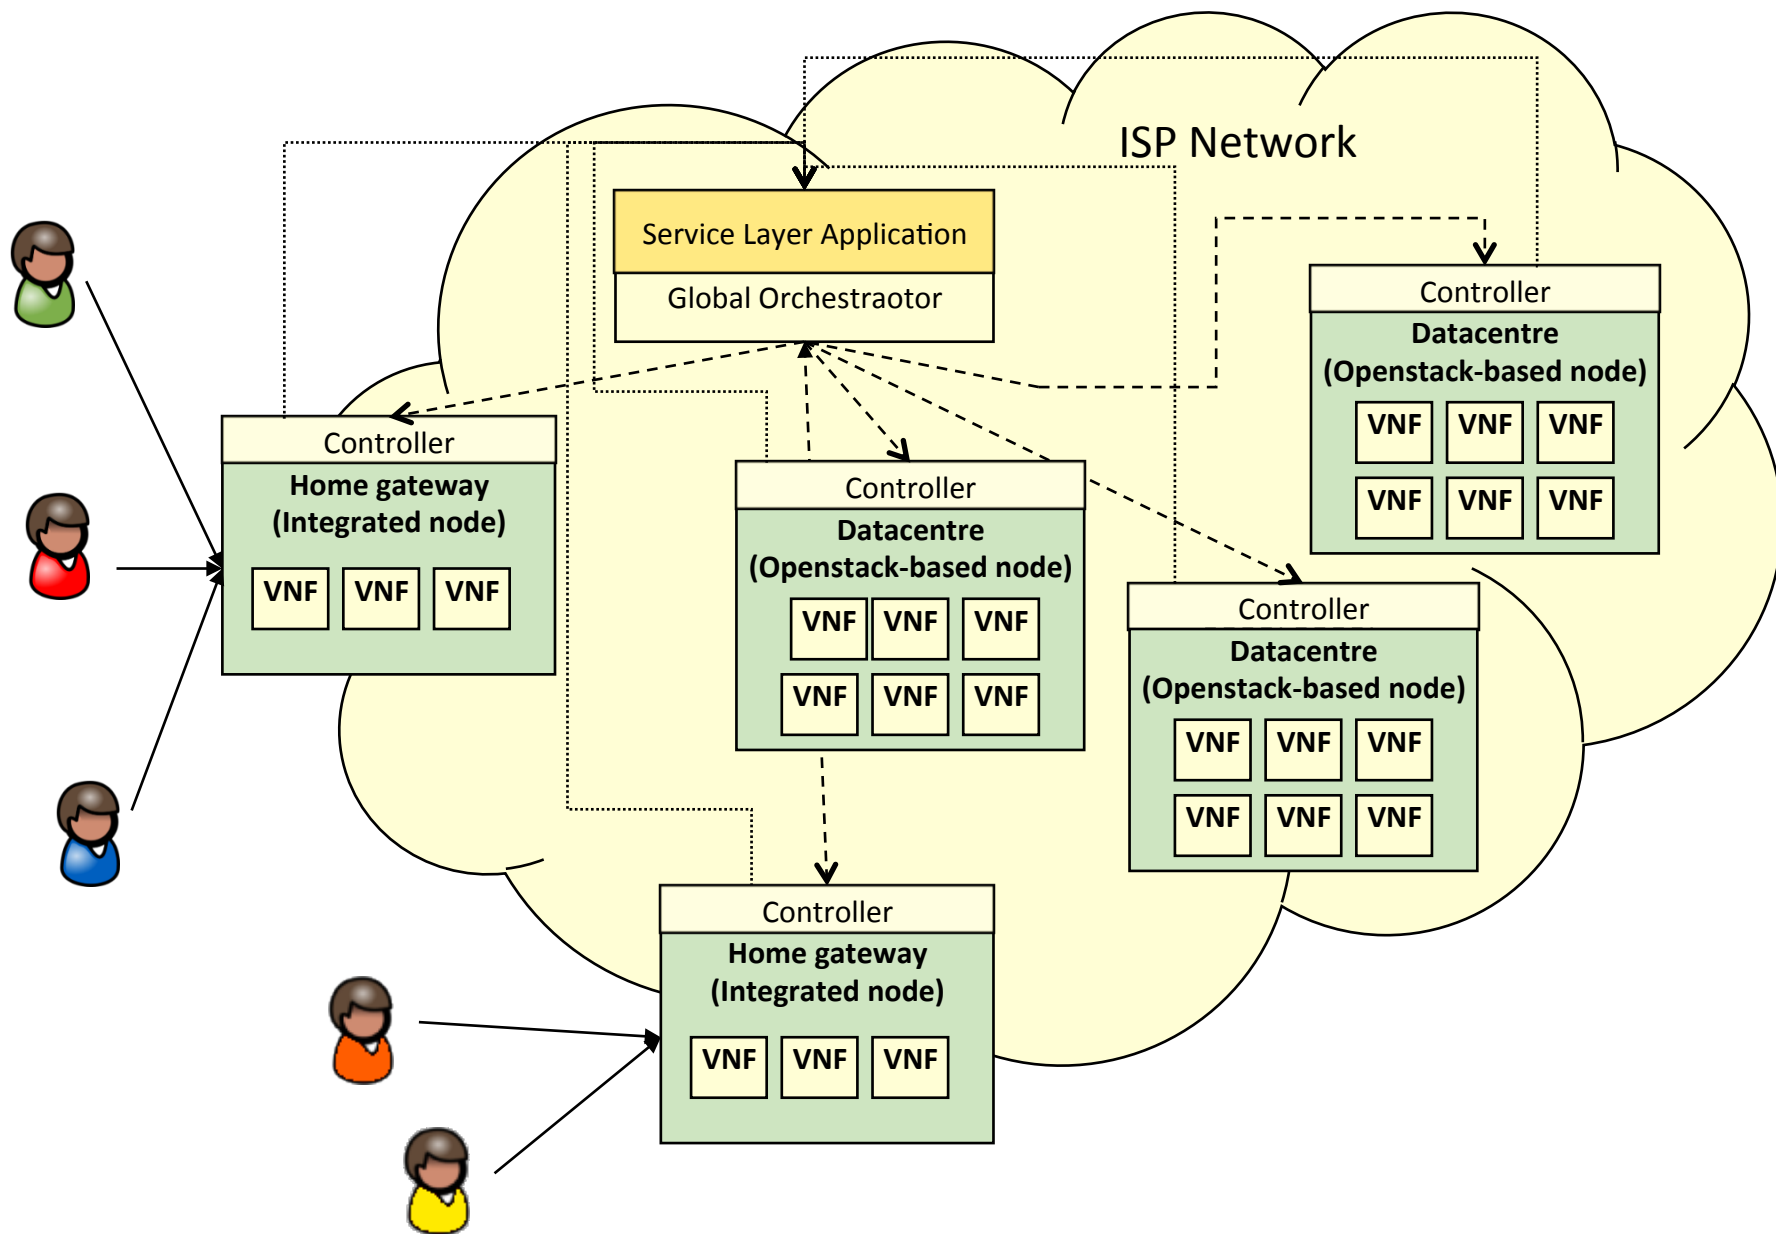 ISP Network
Service Layer Application
Global Orchestraotor
Controller
Datacentre
(Openstack-based node)
VNF VNF VNF
VNF VNF VNF
Controller
Home gateway
(Integrated node)
VNF VNF VNF
Controller
Datacentre
(Openstack-based node)
VNF VNF VNF
VNF VNF VNF
Controller
Datacentre
(Openstack-based node)
VNF VNF VNF
VNF VNF VNF
Controller
Home gateway
(Integrated node)
VNF VNF VNF